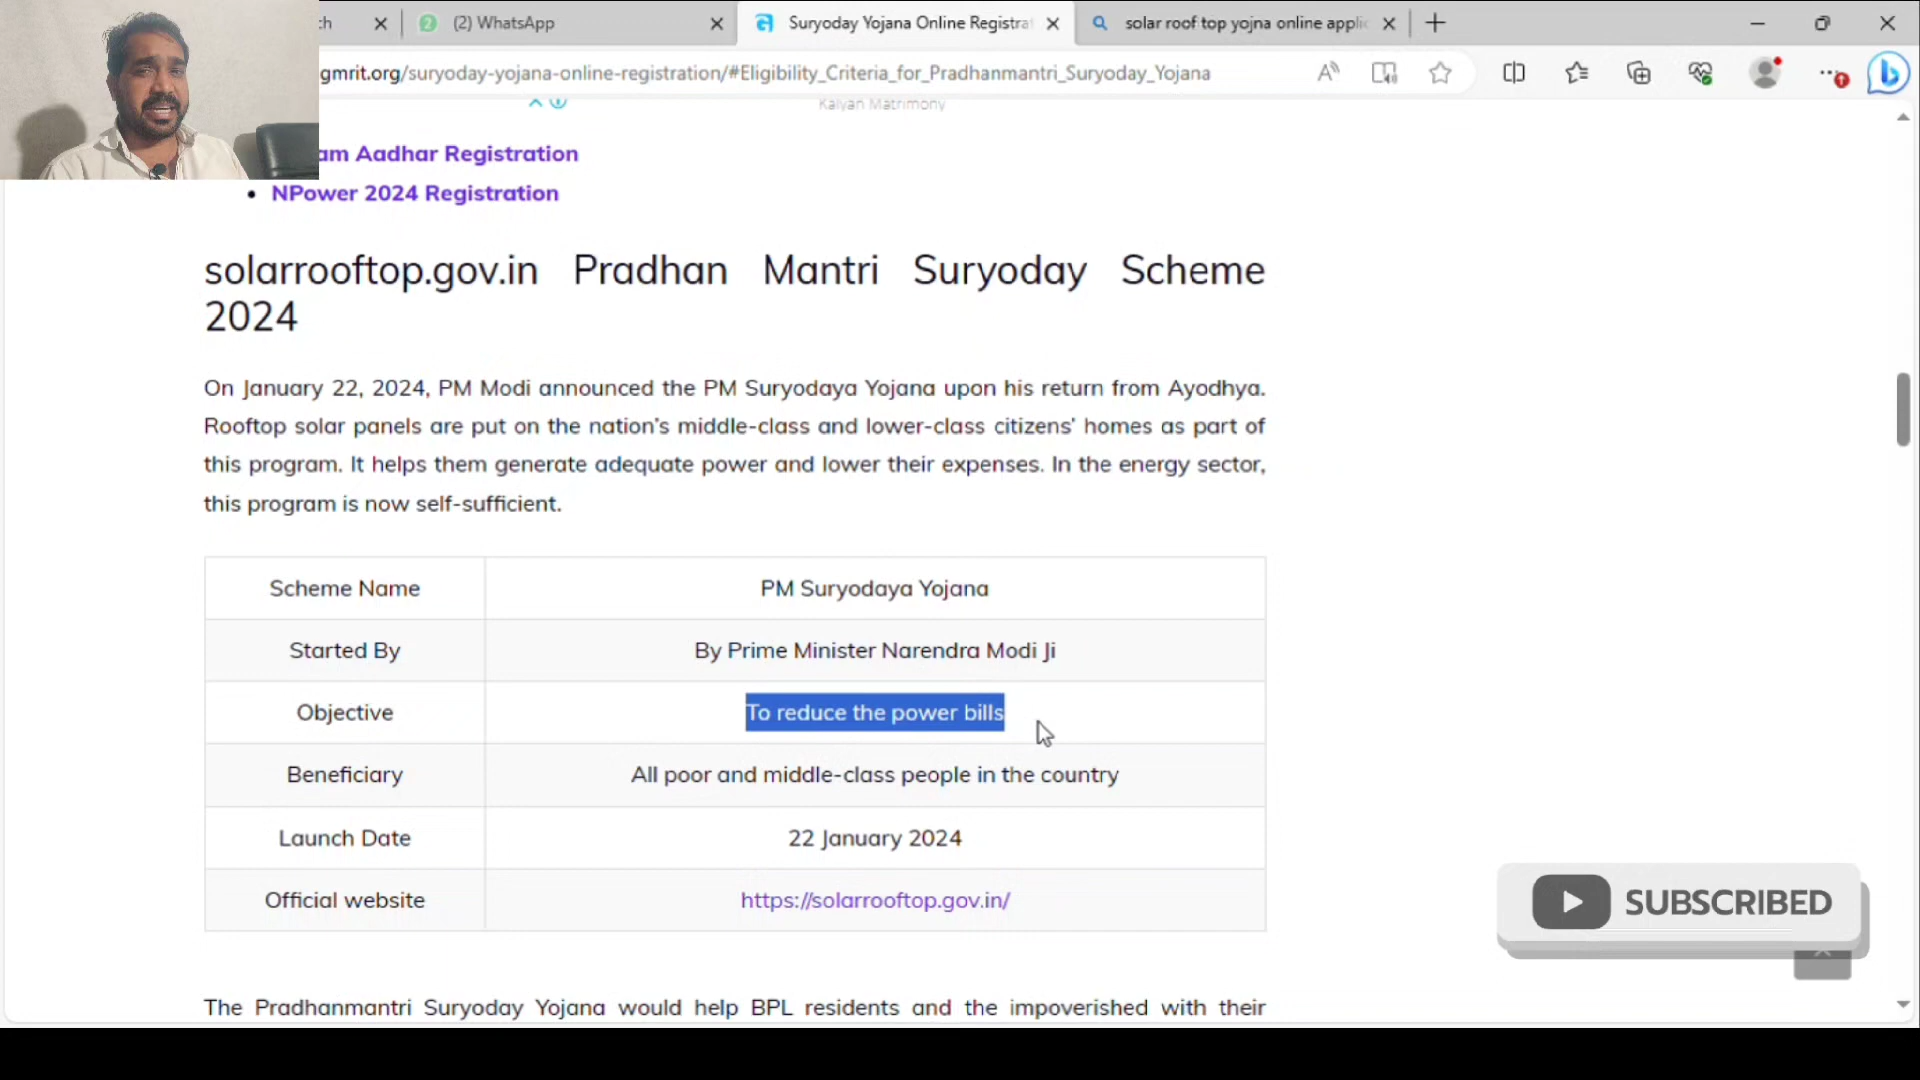 ch
(2) WhatsApp
Suryoday Yojana Online Registra
solar roof top yojna online appli
gmrit.org/suryoday-yojana-online-registration/#Eligibility_Criteria_for_Pradhanmantri_Suryoday_Yojana
Kalyan Matrimony
am Aadhar Registration
• NPower 2024 Registration
solarrooftop.gov.in Pradhan Mantri Suryoday Scheme
2024
On January 22, 2024, PM Modi announced the PM Suryodaya Yojana upon his return from Ayodhya.
Rooftop solar panels are put on the nation's middle-class and lower-class citizens' homes as part of
this program. It helps them generate adequate power and lower their expenses. In the energy sector,
this program is now self-sufficient.
Scheme Name PM Suryodaya Yojana
Started By By Prime Minister Narendra Modi Ji
Objective To reduce the power bills
Beneficiary All poor and middle-class people in the country
Launch Date 22 January 2024
Official website https://solarrooftop.gov.in/
SUBSCRIBED
The Pradhanmantri Suryoday Yojana would help BPL residents and the impoverished with their